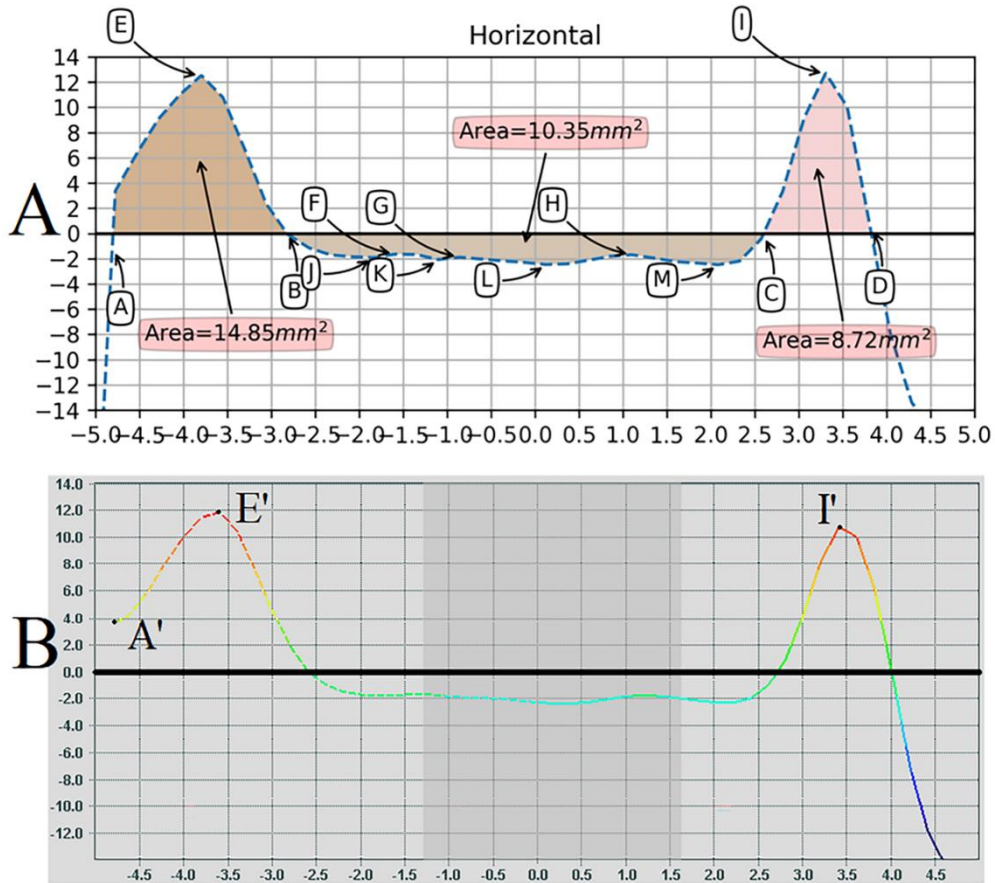 E
I
Horizontal
14
12
10
8
6
4
2
0
−2
−4
−6
−8
−10
−12
−14
A
Area=10.35mm²
F
G
H
J
K
L
M
A
B
C
D
Area=14.85mm²
Area=8.72mm²
−5.0 −4.5 −4.0 −3.5 −3.0 −2.5 −2.0 −1.5 −1.0 −0.5 0.0 0.5 1.0 1.5 2.0 2.5 3.0 3.5 4.0 4.5 5.0
14.0
12.0
10.0
8.0
6.0
4.0
2.0
0.0
-2.0
-4.0
-6.0
-8.0
-10.0
-12.0
E'
I'
A'
B
-4.5 -4.0 -3.5 -3.0 -2.5 -2.0 -1.5 -1.0 -0.5 0.0 0.5 1.0 1.5 2.0 2.5 3.0 3.5 4.0 4.5